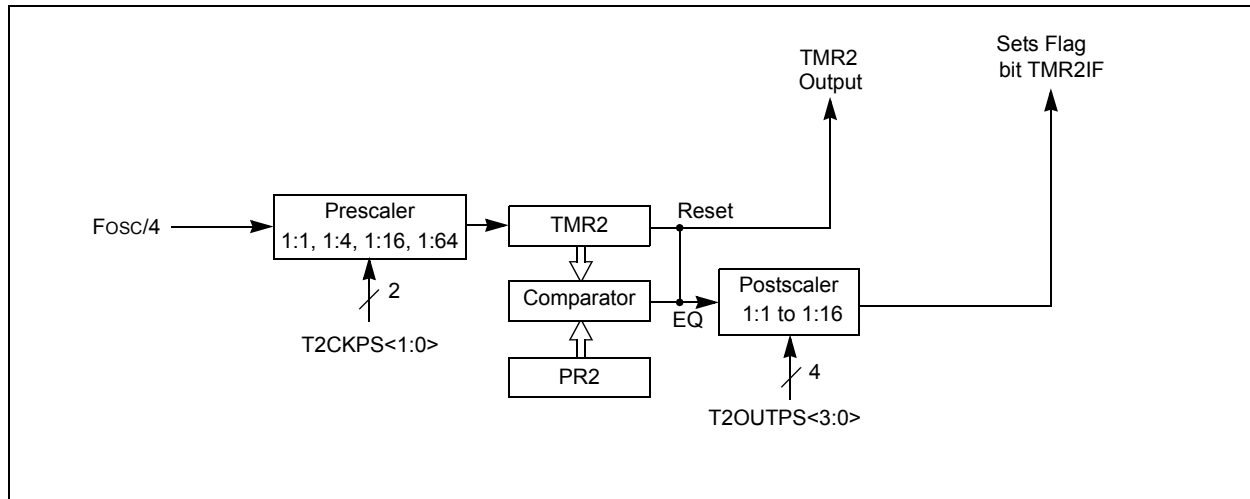 TMR2
Output
Sets Flag
bit TMR2IF
Fosc/4
Prescaler
1:1, 1:4, 1:16, 1:64
2
T2CKPS<1:0>
TMR2
Reset
Comparator
EQ
PR2
Postscaler
1:1 to 1:16
4
T2OUTPS<3:0>